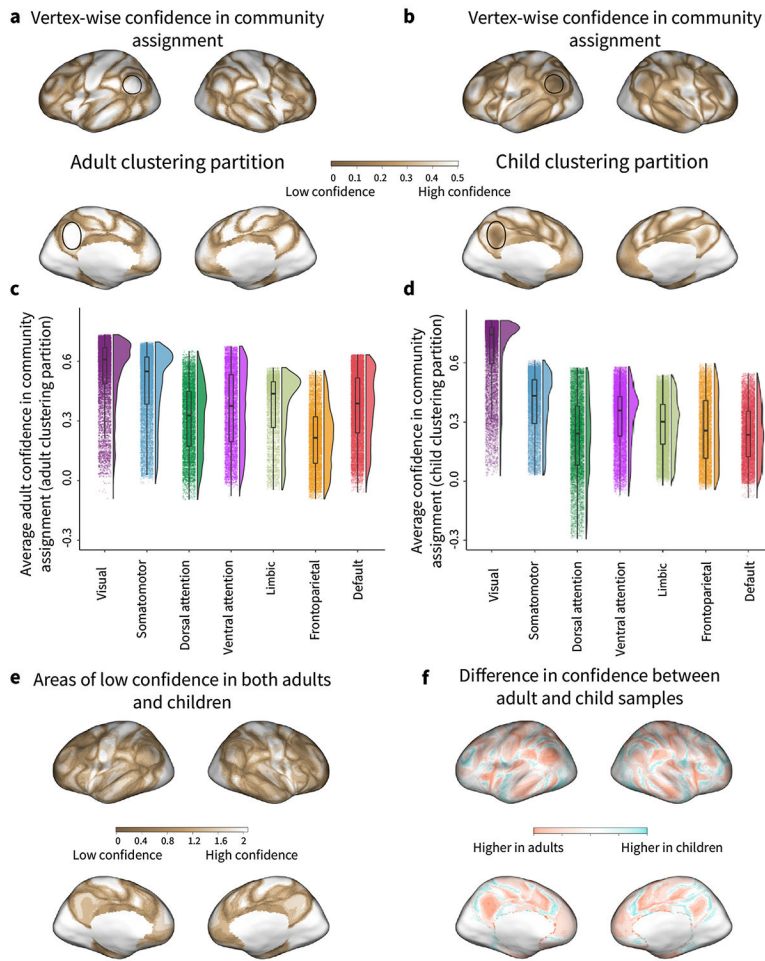 a
Vertex-wise confidence in community
assignment
b
Vertex-wise confidence in community
assignment
Adult clustering partition
0 0.1 0.2 0.3 0.4 0.5
Low confidence High confidence
Child clustering partition
c
Average adult confidence in community
assignment (adult clustering partition)
0.6
0.3
0.0
-0.3
Visual
Somatomotor
Dorsal attention
Ventral attention
Limbic
Frontoparietal
Default
d
Average confidence in community
assignment (child clustering partition)
0.6
0.3
0.0
-0.3
Visual
Somatomotor
Dorsal attention
Ventral attention
Limbic
Frontoparietal
Default
e
Areas of low confidence in both adults
and children
0 0.4 0.8 1.2 1.6 2
Low confidence High confidence
f
Difference in confidence between
adult and child samples
Higher in adults Higher in children